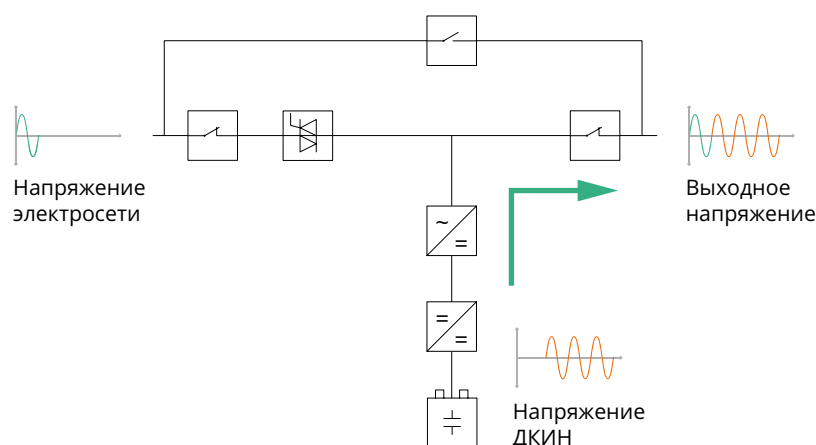 Напряжение
электросети
Выходное
напряжение
~
=
=
=
Напряжение
ДКИН